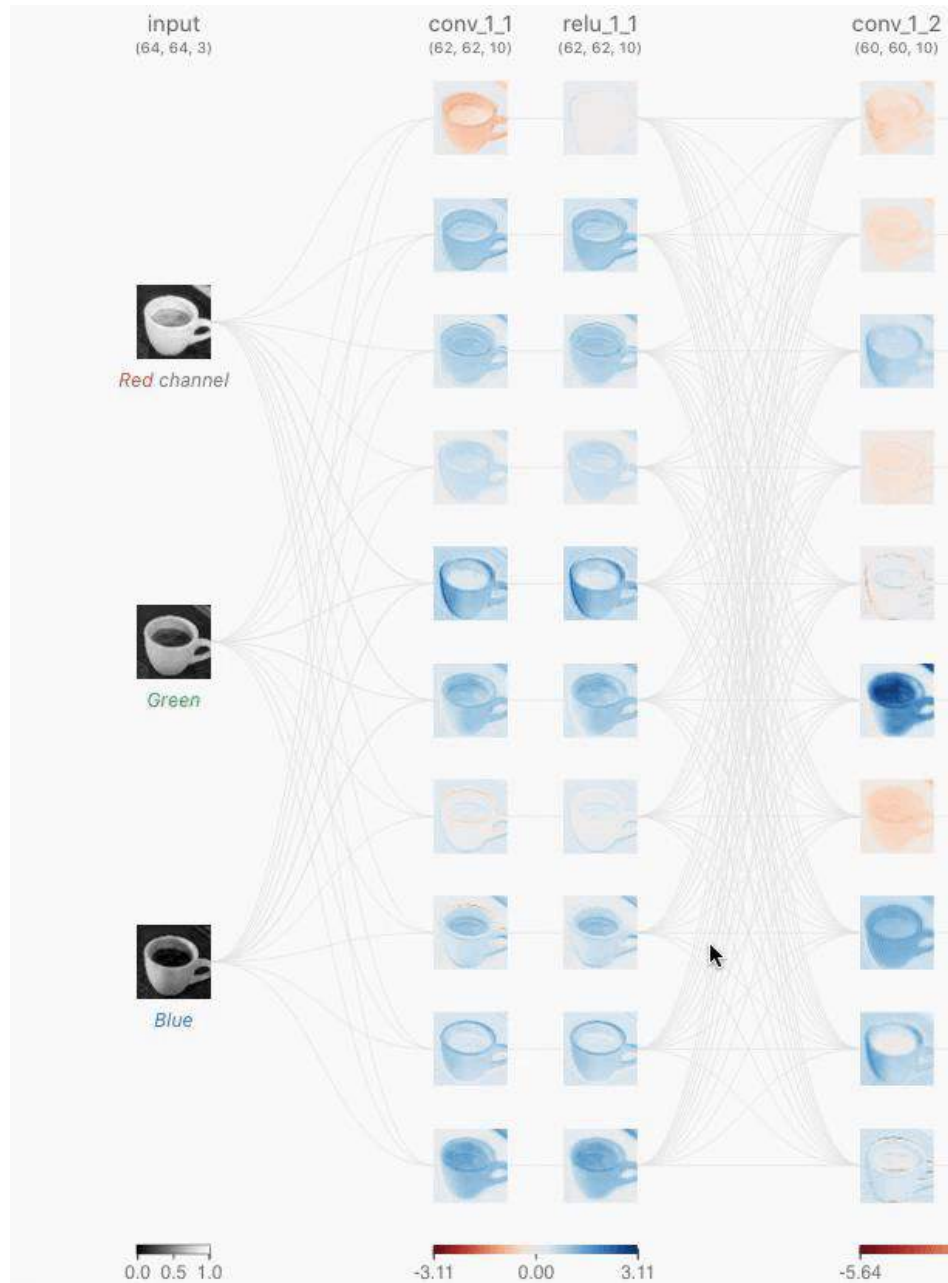 input
(64, 64, 3)
conv_1_1
(62, 62, 10)
relu_1_1
(62, 62, 10)
conv_1_2
(60, 60, 10)
Red channel
Green
Blue
0.0 0.5 1.0
-3.11 0.00 3.11
-5.64